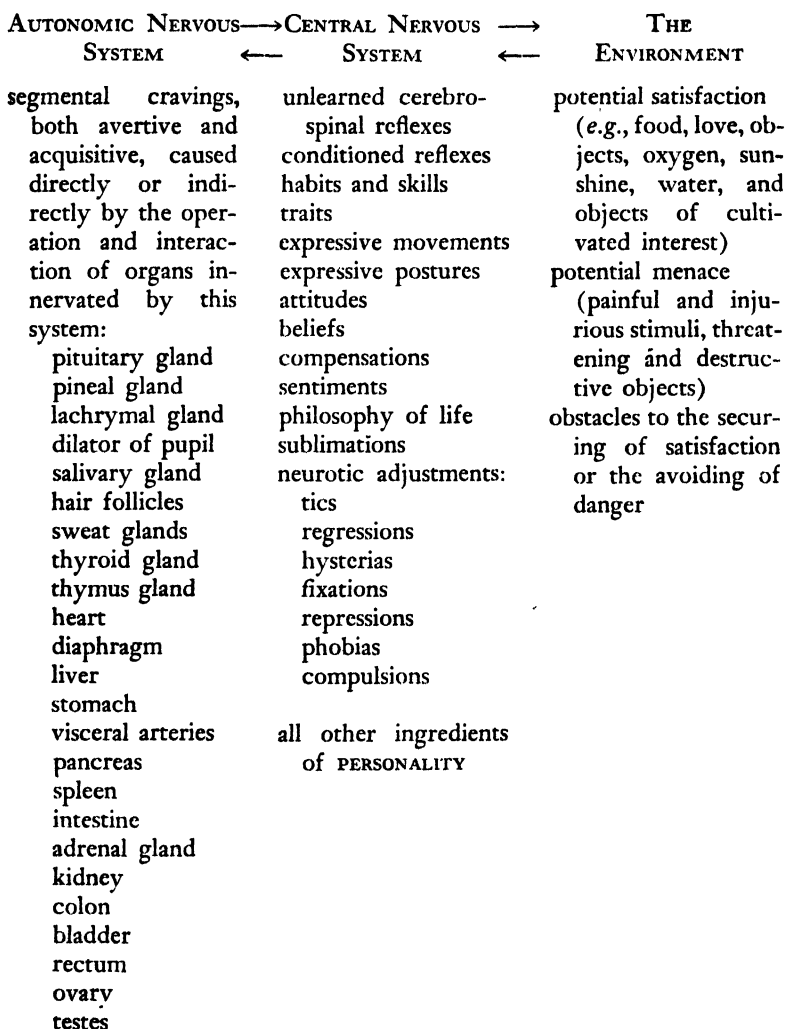 AUTONOMIC NERVOUS⟶CENTRAL NERVOUS ⟶ THE
SYSTEM ⟵ SYSTEM ⟵ ENVIRONMENT
segmental cravings,
both avertive and
acquisitive, caused
directly or indi-
rectly by the oper-
ation and interac-
tion of organs in-
nervated by this
system:
pituitary gland
pineal gland
lachrymal gland
dilator of pupil
salivary gland
hair follicles
sweat glands
thyroid gland
thymus gland
heart
diaphragm
liver
stomach
visceral arteries
pancreas
spleen
intestine
adrenal gland
kidney
colon
bladder
rectum
ovary
testes
unlearned cerebro-
spinal reflexes
conditioned reflexes
habits and skills
traits
expressive movements
expressive postures
attitudes
beliefs
compensations
sentiments
philosophy of life
sublimations
neurotic adjustments:
tics
regressions
hysterias
fixations
repressions
phobias
compulsions
all other ingredients
of PERSONALITY
potential satisfaction
(e.g., food, love, ob-
jects, oxygen, sun-
shine, water, and
objects of culti-
vated interest)
potential menace
(painful and inju-
rious stimuli, threat-
ening and destruc-
tive objects)
obstacles to the secur-
ing of satisfaction
or the avoiding of
danger